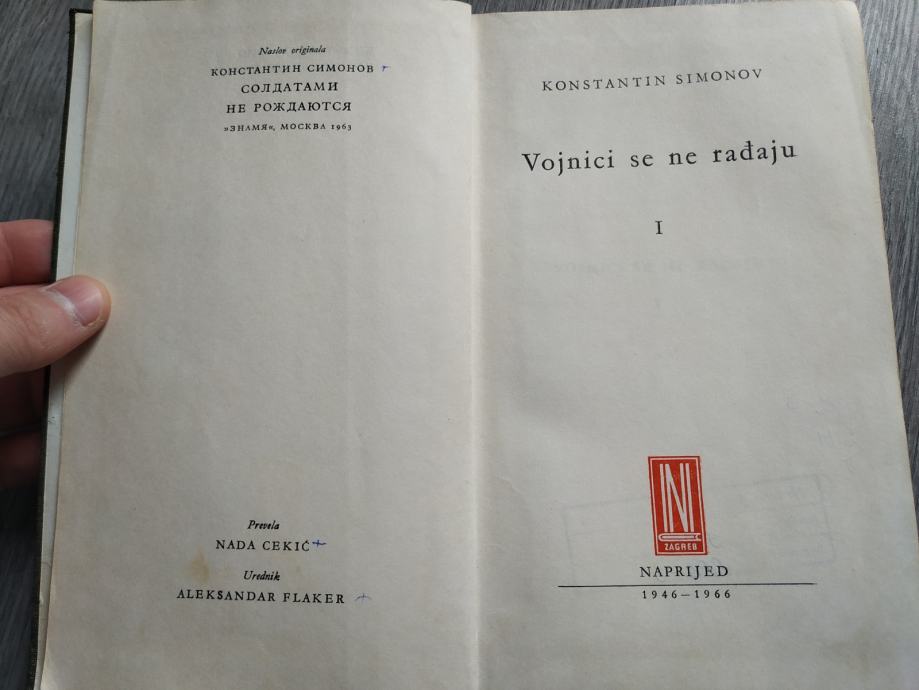 Naslov originala
КОНСТАНТИН СИМОНОВ
СОЛДАТАМИ
НЕ РОЖДАЮТСЯ
»ЗНАМЯ«, МОСКВА 1963
Prevela
NADA CEKIĆ
Urednik
ALEKSANDAR FLAKER
KONSTANTIN SIMONOV
Vojnici se ne rađaju
I
ZAGREB
NAPRIJED
1946—1966